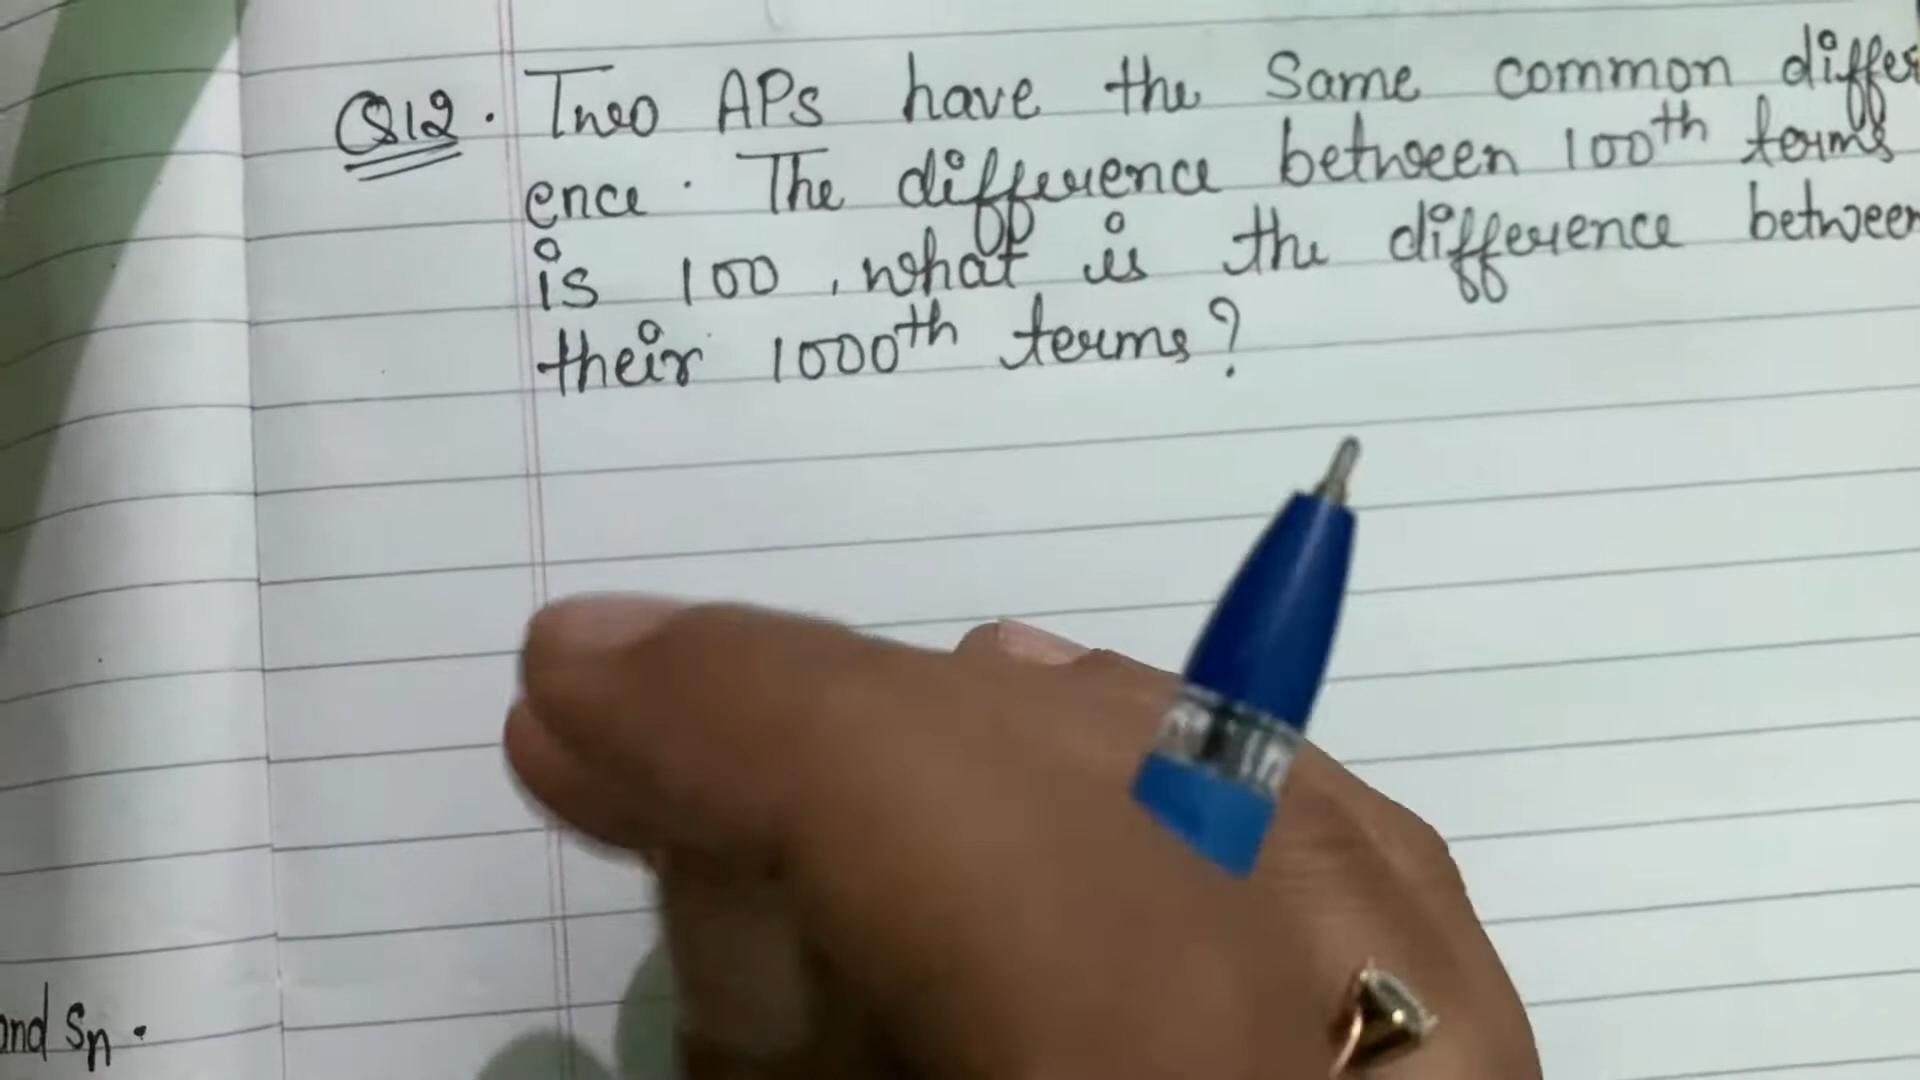 Q12. Two APs have the Same common differ
ence. The difference between 100th terms
is 100, what is the difference between
their 1000th terms?
and Sn.